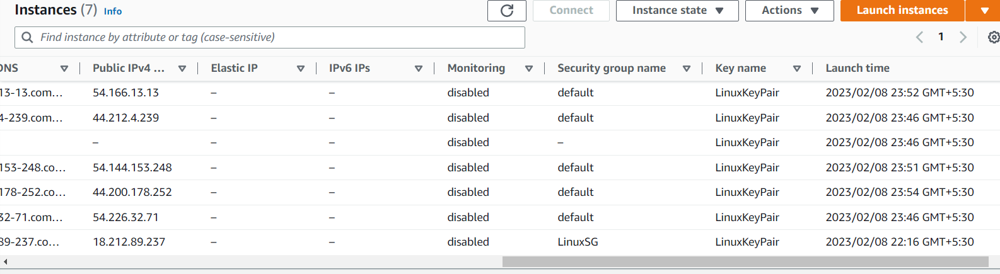 Instances (7) Info Connect Instance state Actions Launch instances
Find instance by attribute or tag (case-sensitive) 1
DNS Public IPv4 ... Elastic IP IPv6 IPs Monitoring Security group name Key name Launch time
13-13.com... 54.166.13.13 – – disabled default LinuxKeyPair 2023/02/08 23:52 GMT+5:30
4-239.com... 44.212.4.239 – – disabled default LinuxKeyPair 2023/02/08 23:46 GMT+5:30
– – – disabled – LinuxKeyPair 2023/02/08 23:46 GMT+5:30
153-248.co... 54.144.153.248 – – disabled default LinuxKeyPair 2023/02/08 23:51 GMT+5:30
178-252.co... 44.200.178.252 – – disabled default LinuxKeyPair 2023/02/08 23:54 GMT+5:30
32-71.com... 54.226.32.71 – – disabled default LinuxKeyPair 2023/02/08 23:46 GMT+5:30
89-237.co... 18.212.89.237 – – disabled LinuxSG LinuxKeyPair 2023/02/08 22:16 GMT+5:30